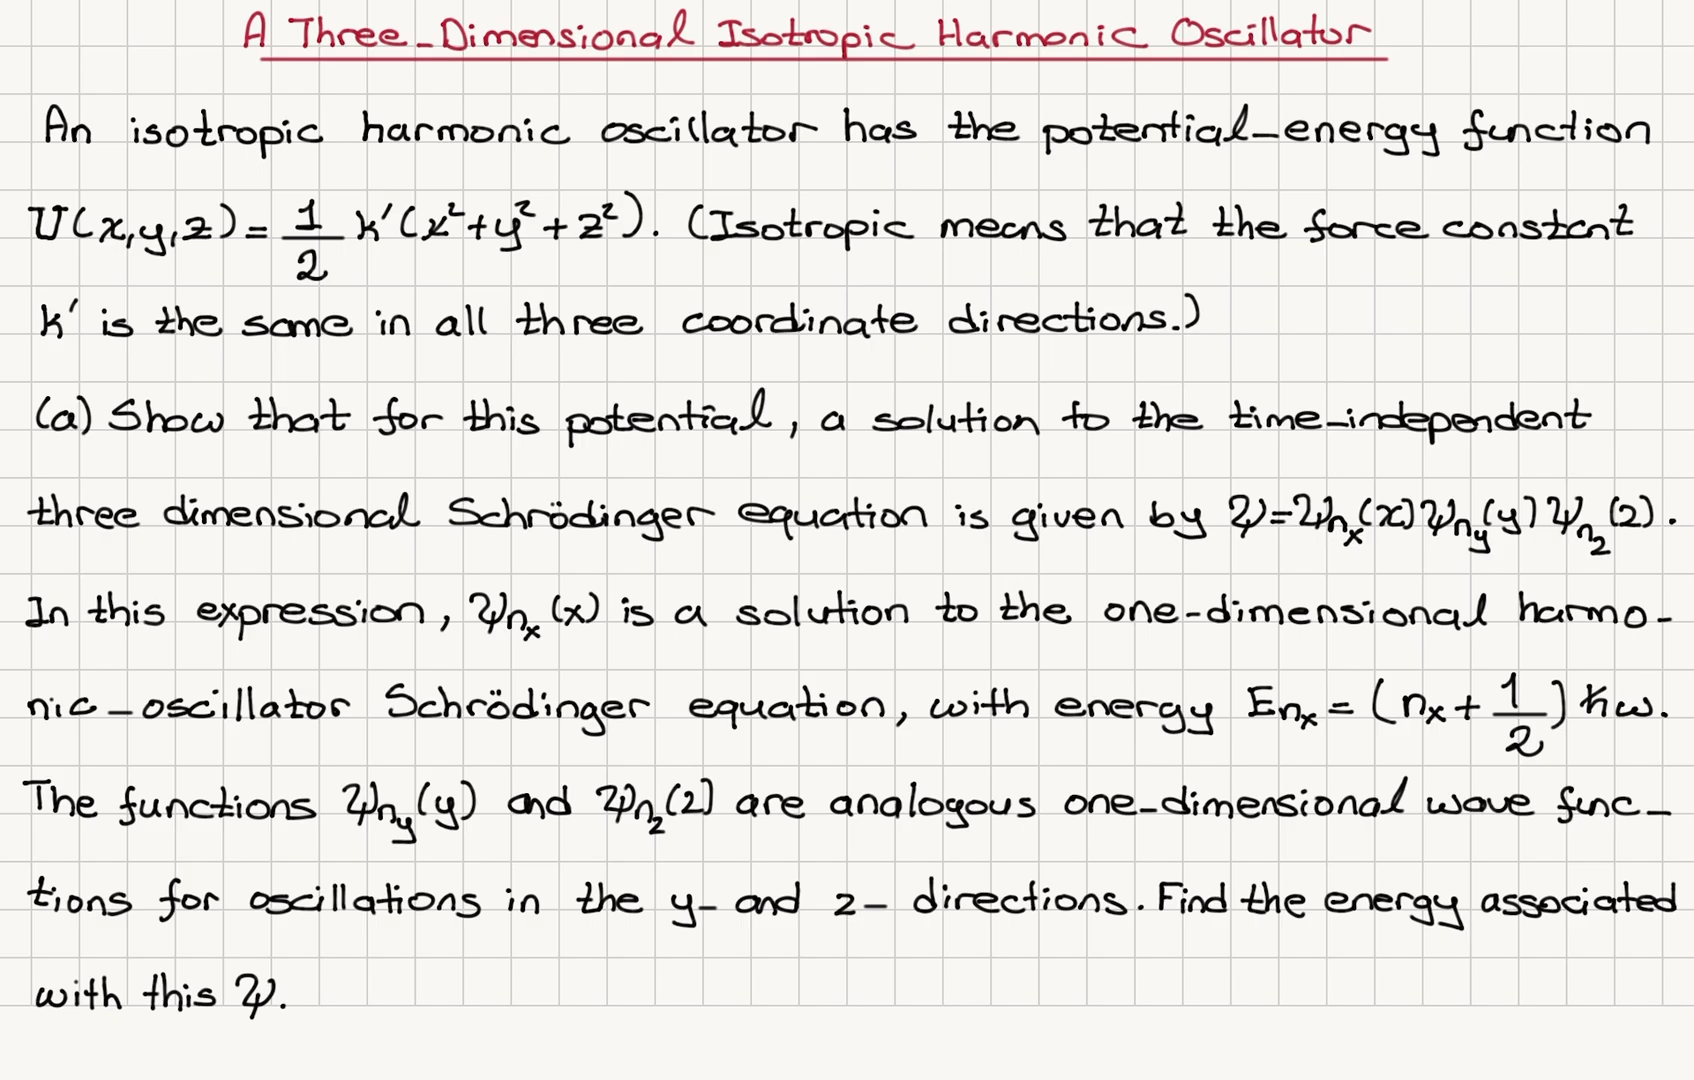 A Three-Dimensional Isotropic Harmonic Oscillator
An isotropic harmonic oscillator has the potential-energy function
U(x,y,z) = 1/2 k′(x²+y²+z²). (Isotropic means that the force constant
k′ is the same in all three coordinate directions.)
(a) Show that for this potential, a solution to the time-independent
three dimensional Schrödinger equation is given by ψ=ψnₓ(x)ψn_y(y)ψn_z(z).
In this expression, ψnₓ(x) is a solution to the one-dimensional harmo-
nic-oscillator Schrödinger equation, with energy Enₓ = (nₓ + 1/2) ħω.
The functions ψn_y(y) and ψn_z(z) are analogous one-dimensional wave func-
tions for oscillations in the y- and z- directions. Find the energy associated
with this ψ.